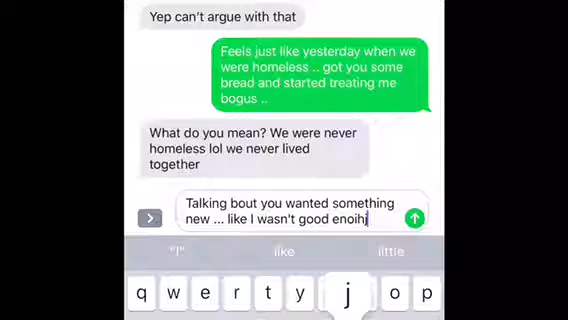 Yep can't argue with that
Feels just like yesterday when we
were homeless .. got you some
bread and started treating me
bogus ..
What do you mean? We were never
homeless lol we never lived
together
Talking bout you wanted something
new ... like I wasn't good enoihj
"I" like little
q w e r t y j o p